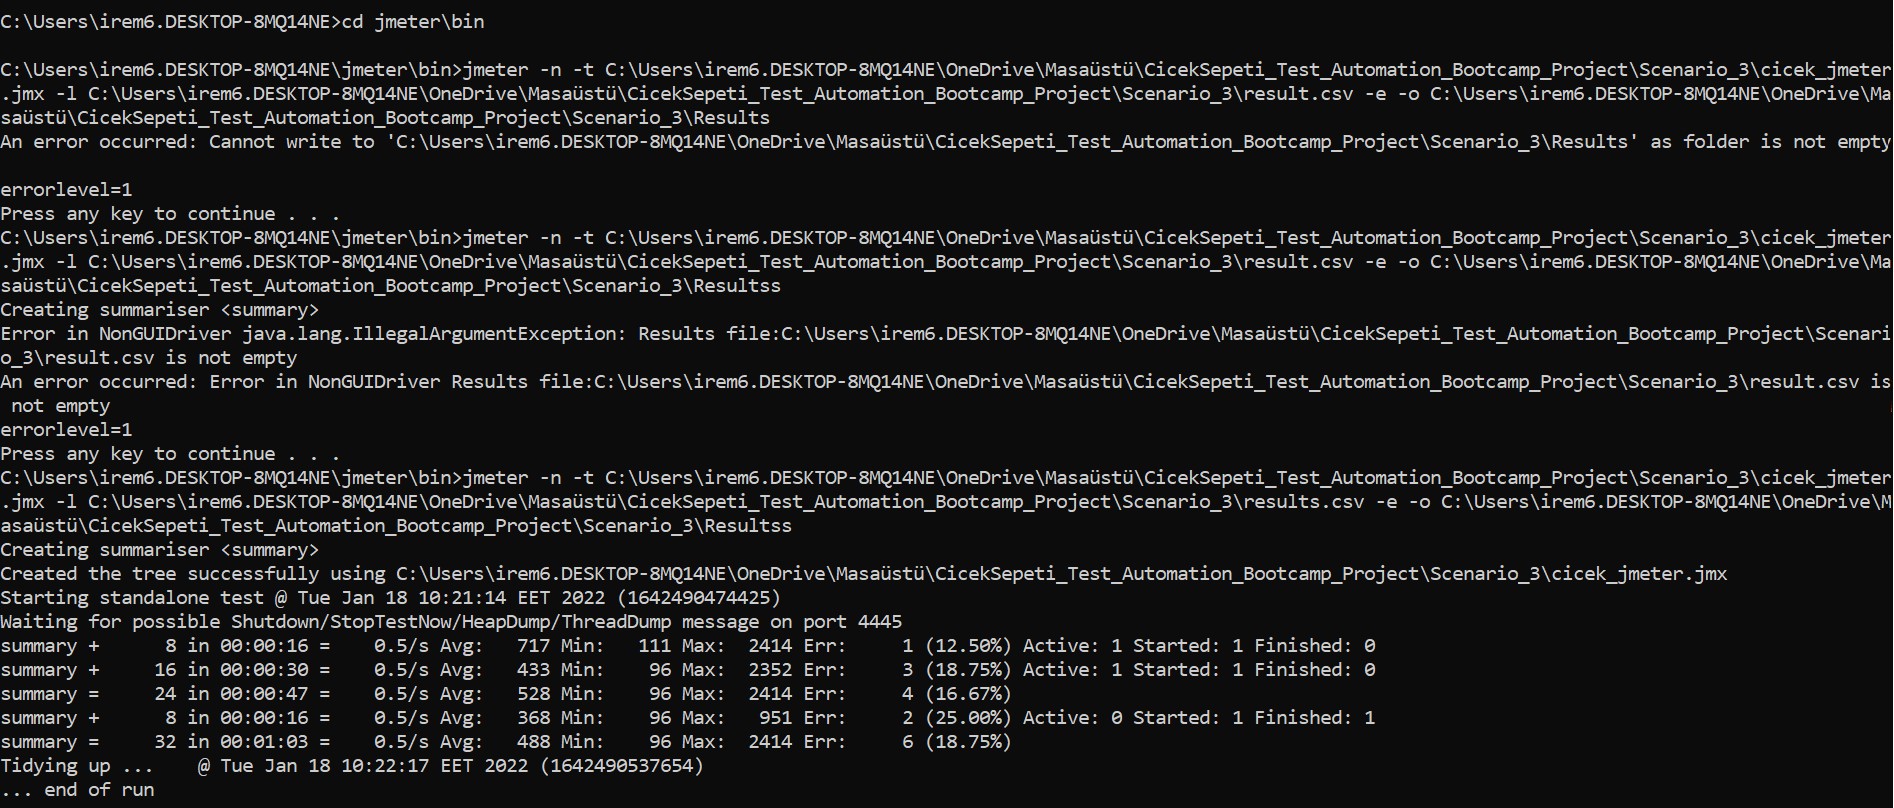 C:\Users\irem6.DESKTOP-8MQ14NE>cd jmeter\bin
C:\Users\irem6.DESKTOP-8MQ14NE\jmeter\bin>jmeter -n -t C:\Users\irem6.DESKTOP-8MQ14NE\OneDrive\Masaüstü\CicekSepeti_Test_Automation_Bootcamp_Project\Scenario_3\cicek_jmeter
.jmx -l C:\Users\irem6.DESKTOP-8MQ14NE\OneDrive\Masaüstü\CicekSepeti_Test_Automation_Bootcamp_Project\Scenario_3\result.csv -e -o C:\Users\irem6.DESKTOP-8MQ14NE\OneDrive\Ma
saüstü\CicekSepeti_Test_Automation_Bootcamp_Project\Scenario_3\Results
An error occurred: Cannot write to 'C:\Users\irem6.DESKTOP-8MQ14NE\OneDrive\Masaüstü\CicekSepeti_Test_Automation_Bootcamp_Project\Scenario_3\Results' as folder is not empty
errorlevel=1
Press any key to continue . . .
C:\Users\irem6.DESKTOP-8MQ14NE\jmeter\bin>jmeter -n -t C:\Users\irem6.DESKTOP-8MQ14NE\OneDrive\Masaüstü\CicekSepeti_Test_Automation_Bootcamp_Project\Scenario_3\cicek_jmeter
.jmx -l C:\Users\irem6.DESKTOP-8MQ14NE\OneDrive\Masaüstü\CicekSepeti_Test_Automation_Bootcamp_Project\Scenario_3\result.csv -e -o C:\Users\irem6.DESKTOP-8MQ14NE\OneDrive\Ma
saüstü\CicekSepeti_Test_Automation_Bootcamp_Project\Scenario_3\Resultss
Creating summariser <summary>
Error in NonGUIDriver java.lang.IllegalArgumentException: Results file:C:\Users\irem6.DESKTOP-8MQ14NE\OneDrive\Masaüstü\CicekSepeti_Test_Automation_Bootcamp_Project\Scenari
o_3\result.csv is not empty
An error occurred: Error in NonGUIDriver Results file:C:\Users\irem6.DESKTOP-8MQ14NE\OneDrive\Masaüstü\CicekSepeti_Test_Automation_Bootcamp_Project\Scenario_3\result.csv is
 not empty
errorlevel=1
Press any key to continue . . .
C:\Users\irem6.DESKTOP-8MQ14NE\jmeter\bin>jmeter -n -t C:\Users\irem6.DESKTOP-8MQ14NE\OneDrive\Masaüstü\CicekSepeti_Test_Automation_Bootcamp_Project\Scenario_3\cicek_jmeter
.jmx -l C:\Users\irem6.DESKTOP-8MQ14NE\OneDrive\Masaüstü\CicekSepeti_Test_Automation_Bootcamp_Project\Scenario_3\results.csv -e -o C:\Users\irem6.DESKTOP-8MQ14NE\OneDrive\M
asaüstü\CicekSepeti_Test_Automation_Bootcamp_Project\Scenario_3\Resultss
Creating summariser <summary>
Created the tree successfully using C:\Users\irem6.DESKTOP-8MQ14NE\OneDrive\Masaüstü\CicekSepeti_Test_Automation_Bootcamp_Project\Scenario_3\cicek_jmeter.jmx
Starting standalone test @ Tue Jan 18 10:21:14 EET 2022 (1642490474425)
Waiting for possible Shutdown/StopTestNow/HeapDump/ThreadDump message on port 4445
summary +      8 in 00:00:16 =    0.5/s Avg:   717 Min:   111 Max:  2414 Err:     1 (12.50%) Active: 1 Started: 1 Finished: 0
summary +     16 in 00:00:30 =    0.5/s Avg:   433 Min:    96 Max:  2352 Err:     3 (18.75%) Active: 1 Started: 1 Finished: 0
summary =     24 in 00:00:47 =    0.5/s Avg:   528 Min:    96 Max:  2414 Err:     4 (16.67%)
summary +      8 in 00:00:16 =    0.5/s Avg:   368 Min:    96 Max:   951 Err:     2 (25.00%) Active: 0 Started: 1 Finished: 1
summary =     32 in 00:01:03 =    0.5/s Avg:   488 Min:    96 Max:  2414 Err:     6 (18.75%)
Tidying up ...    @ Tue Jan 18 10:22:17 EET 2022 (1642490537654)
... end of run